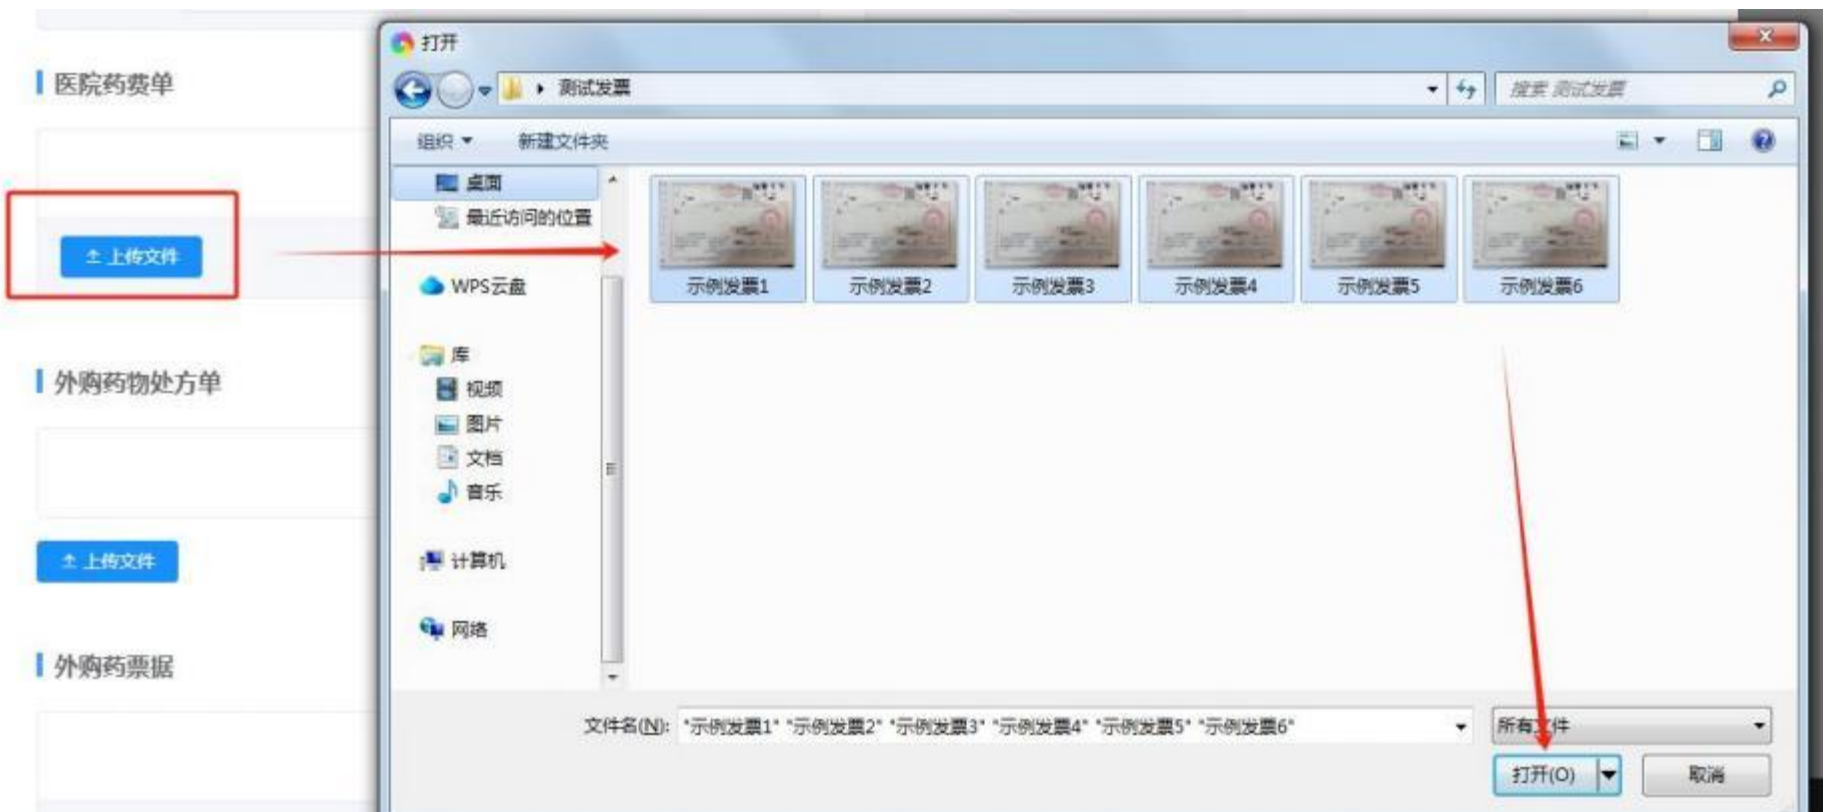 医院药费单
上传文件
外购药物处方单
上传文件
外购药票据
打开
测试发票
搜索 测试发票
组织
新建文件夹
桌面
最近访问的位置
WPS云盘
库
视频
图片
文档
音乐
计算机
网络
示例发票1
示例发票2
示例发票3
示例发票4
示例发票5
示例发票6
文件名(N): "示例发票1" "示例发票2" "示例发票3" "示例发票4" "示例发票5" "示例发票6"
所有文件
打开(O)
取消